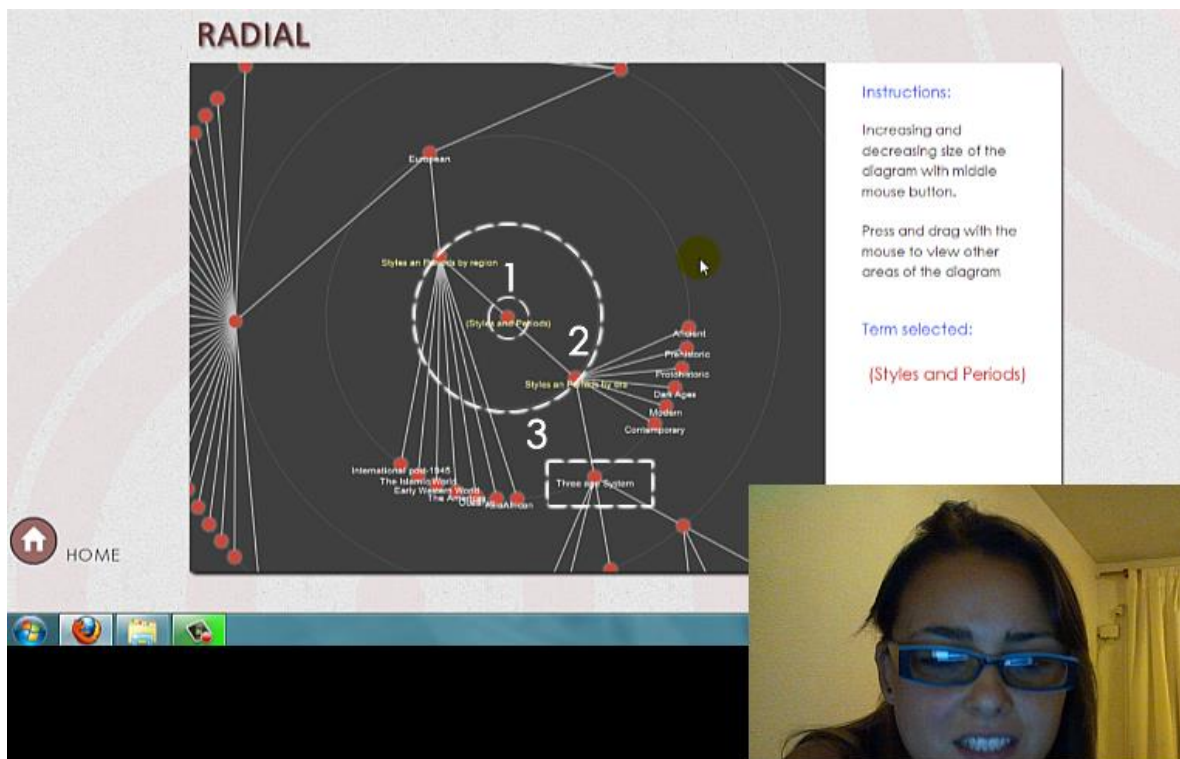 RADIAL
Instructions:
Increasing and
decreasing size of the
diagram with middle
mouse button.
Press and drag with the
mouse to view other
areas of the diagram
Term selected:
(Styles and Periods)
European
Styles an Periods by region
1
(Styles and Periods)
2
Styles an Periods by era
3
Ancient
Prehistoric
Protohistoric
Dark Ages
Modern
Contemporary
International post-1945
The Islamic World
Early Western World
The Americas
African
Three age System
HOME